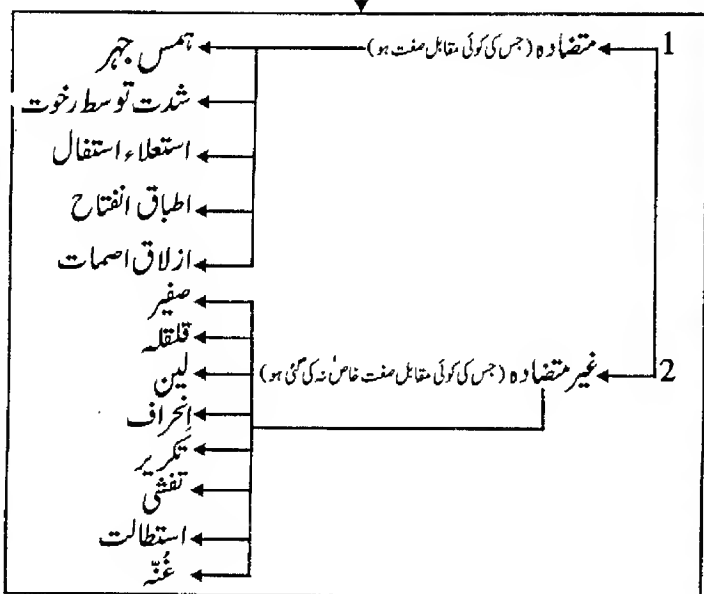 1 متضادہ (جس کی کوئی مقابل صفت ہو)
ہمس جہر
شدت توسط رخوت
استعلاء استفال
اطباق انفتاح
ازلاق اصمات
2 غیر متضادہ (جس کی کوئی مقابل صفت خاص نہ کی گئی ہو)
صفیر
قلقلہ
لین
اِنحراف
تکریر
تفشی
استطالت
غُنّہ